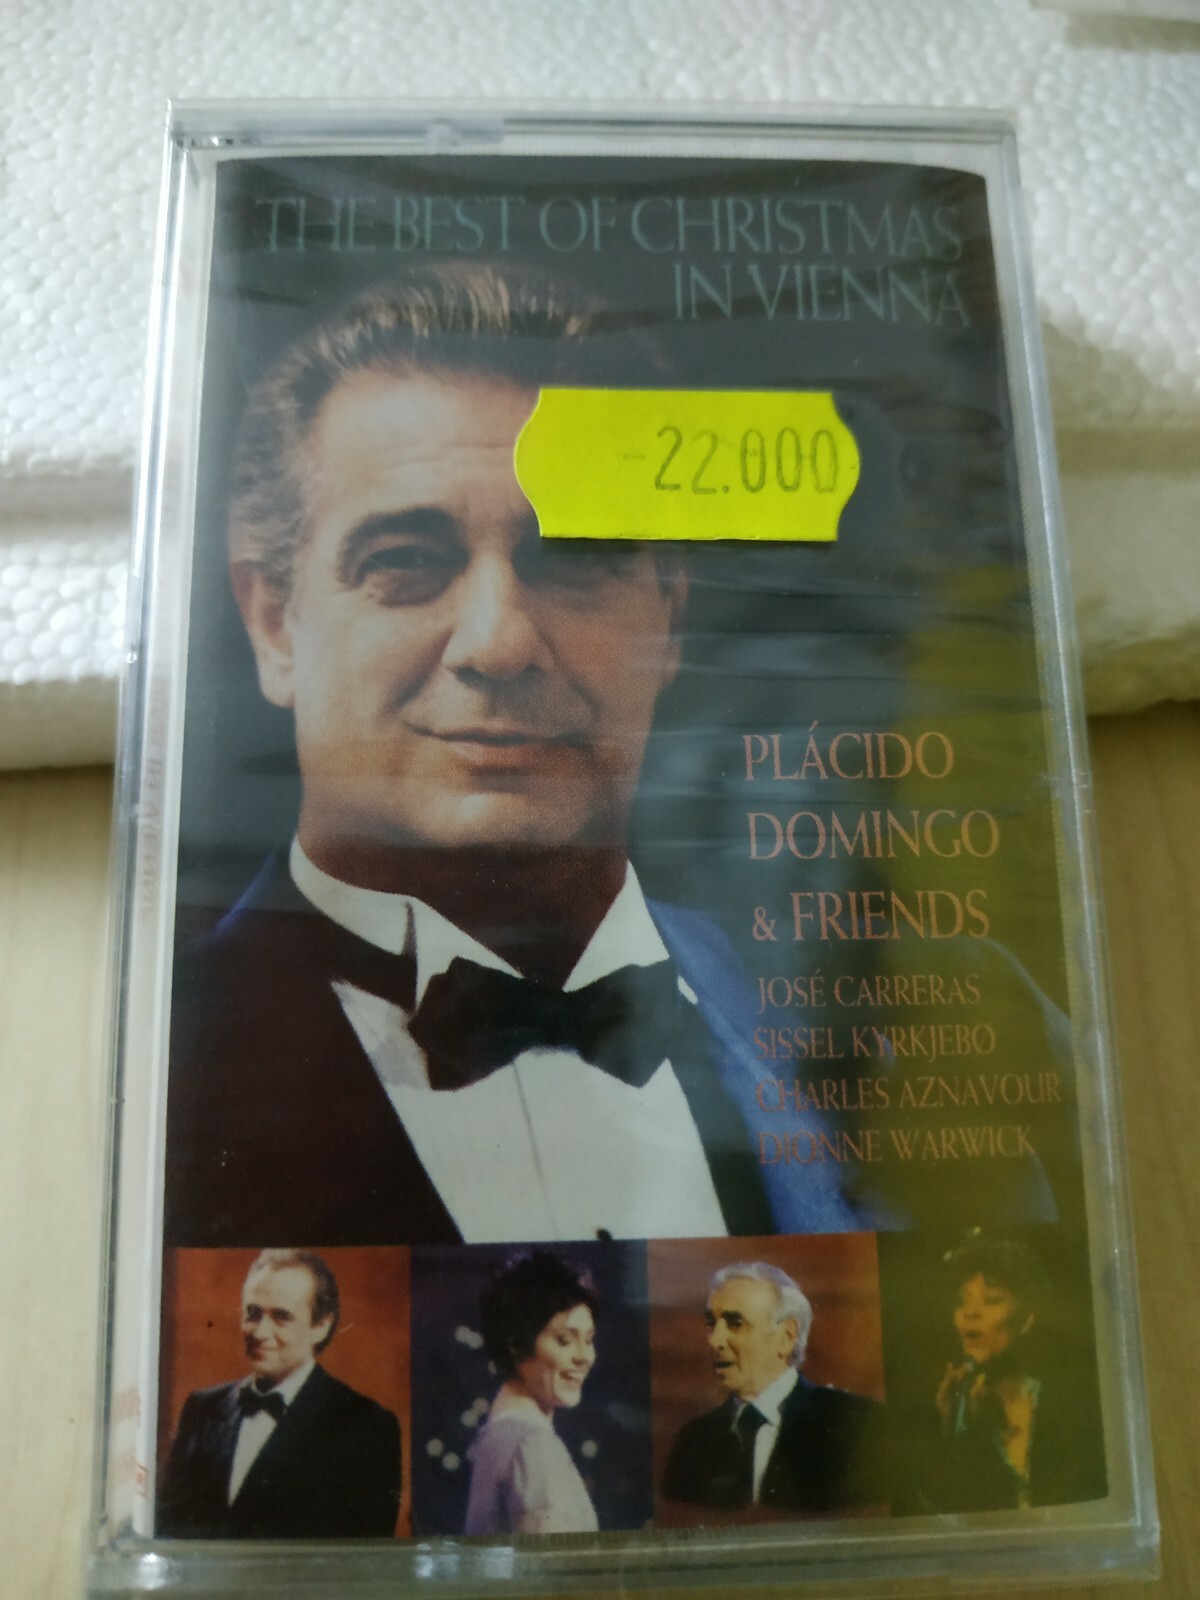 THE BEST OF CHRISTMAS
IN VIENNA
-22.000
PLÁCIDO
DOMINGO
& FRIENDS
JOSÉ CARRERAS
SISSEL KYRKJEBØ
CHARLES AZNAVOUR
DIONNE WARWICK